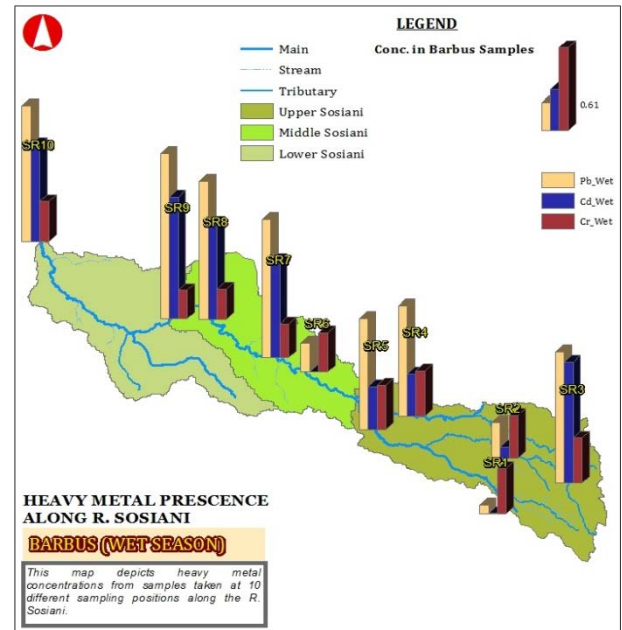 LEGEND
Conc. in Barbus Samples
Main
Stream
Tributary
Upper Sosiani
Middle Sosiani
Lower Sosiani
0.61
Pb_Wet
Cd_Wet
Cr_Wet
SR10
SR9
SR8
SR7
SR6
SR5
SR4
SR3
SR2
SR1
HEAVY METAL PRESCENCE
ALONG R. SOSIANI
BARBUS (WET SEASON)
This map depicts heavy metal
concentrations from samples taken at 10
different sampling positions along the R.
Sosiani.